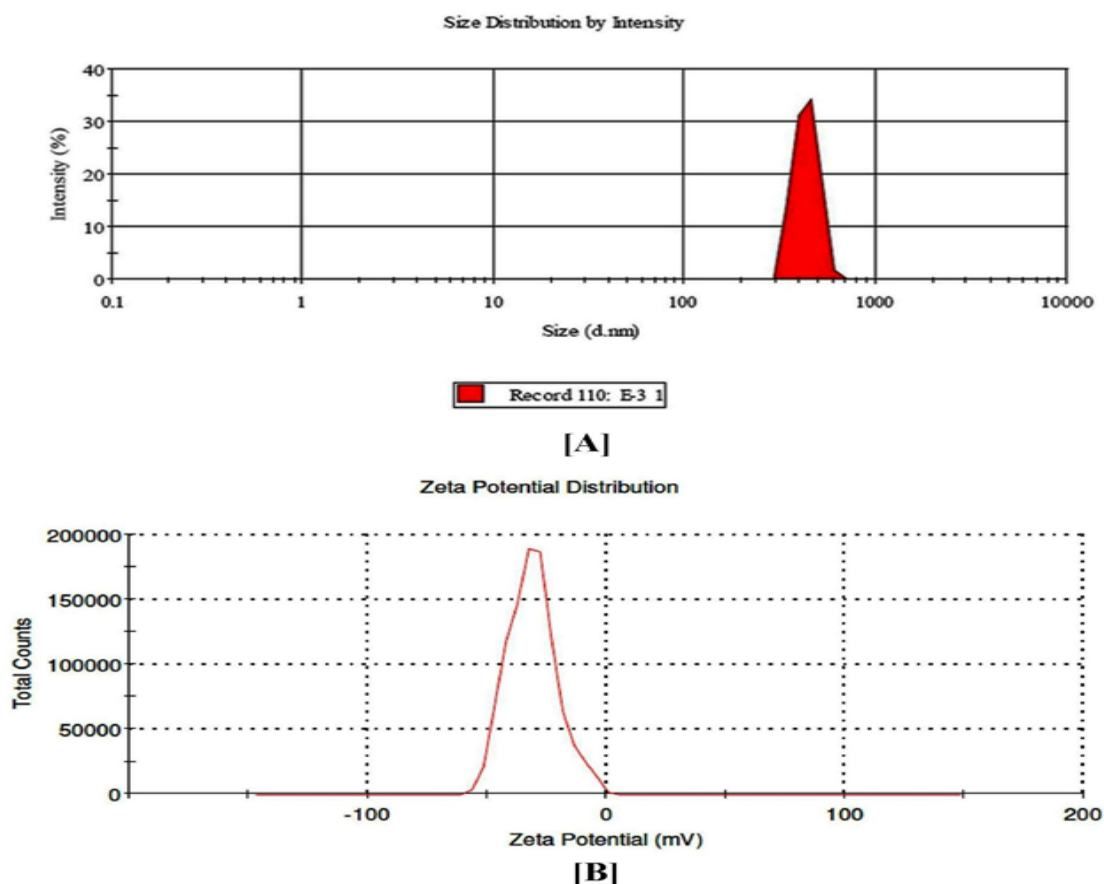 Size Distribution by Intensity
40
30
20
10
0
Intensity (%)
0.1 1 10 100 1000 10000
Size (d.nm)
Record 110: E-3 1
[A]
Zeta Potential Distribution
200000
150000
100000
50000
0
Total Counts
-100 0 100 200
Zeta Potential (mV)
[B]